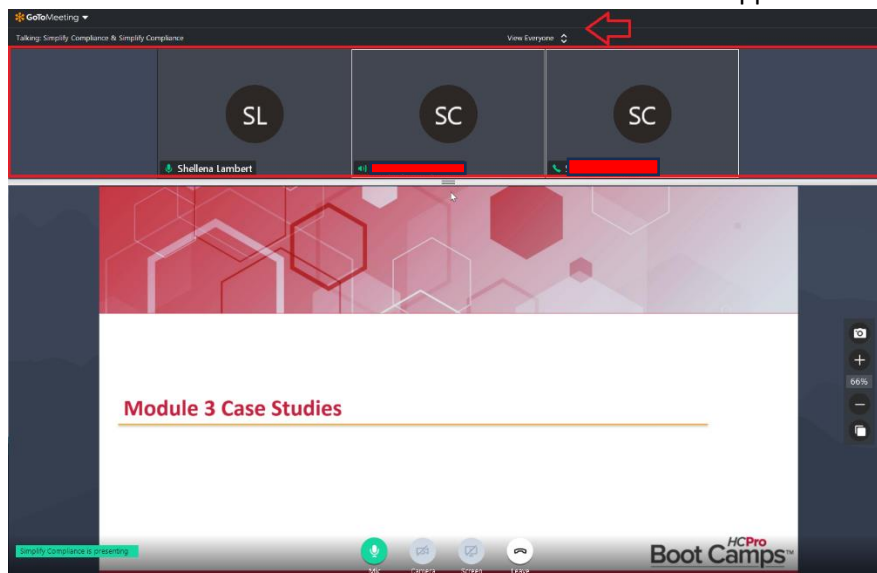 GoToMeeting
Talking: Simplify Compliance & Simplify Compliance
View Everyone
SL
SC
SC
Shellena Lambert
66%
Module 3 Case Studies
Simplify Compliance is presenting
Mic Camera Screen Leave
HCPro
Boot Camps™